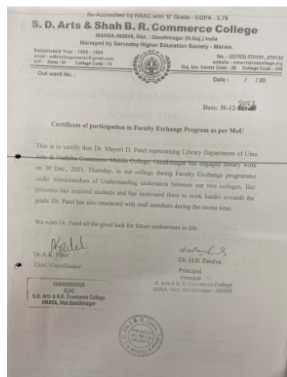 Re-Accredited by NAAC with 'B' Grade - CGPA : 2.79
S. D. Arts & Shah B. R. Commerce College
MANSA-382845, Dist. : Gandhinagar (N.Guj.) India
Managed by Sarvoday Higher Education Society - Mansa.
Out ward No. :
Date : / / 20
Date: 30-12-2021
Certificate of participation in Faculty Exchange Program as per MoU
This is to certify that Dr. Mayuri D. Patel representing Library Department of Uma
Arts & Nathiba Commerce Mahila College, Gandhinagar has engaged library work
on 30 Dec., 2021, Thursday, in our college during Faculty Exchange programme
under Memorandum of Understanding undertaken between our two colleges. Her
presence has inspired students and has motivated them to work harder towards the
goals. Dr. Patel has also interacted with staff members during the recess time.
We wish Dr. Patel all the good luck for future endeavours in life.
Dr.A.K. Patel
IQAC Coordinator
COORDINATOR
IQAC
S.D. Arts & B.R. Commerce College
MANSA, Dist. Gandhinagar
Dr. H.B. Pandya
Principal
Principal
S.D Arts & B. R. Commerce College